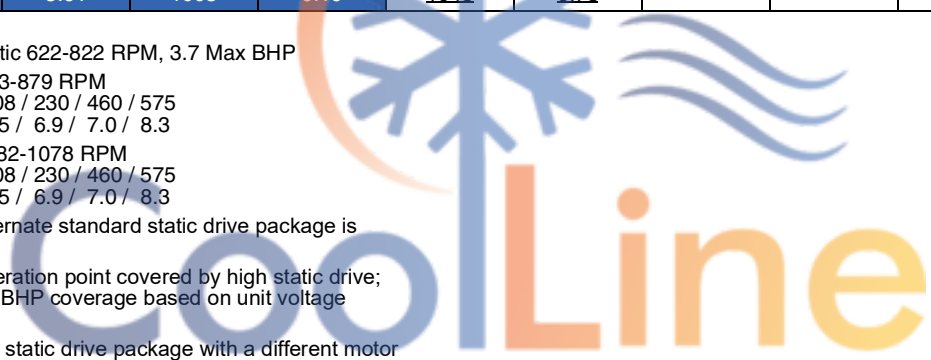 tic 622-822 RPM, 3.7 Max BHP
3-879 RPM
08 / 230 / 460 / 575
5 / 6.9 / 7.0 / 8.3
82-1078 RPM
08 / 230 / 460 / 575
5 / 6.9 / 7.0 / 8.3
ernate standard static drive package is
eration point covered by high static drive;
BHP coverage based on unit voltage
static drive package with a different motor
CoolLine